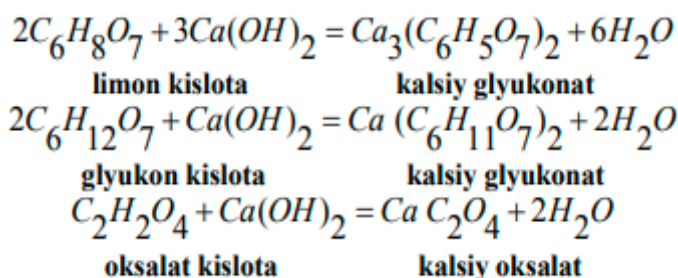 2C₆H₈O₇+3Ca(OH)₂=Ca₃(C₆H₅O₇)₂+6H₂O
limon kislota kalsiy glyukonat
2C₆H₁₂O₇+Ca(OH)₂=Ca (C₆H₁₁O₇)₂+2H₂O
glyukon kislota kalsiy glyukonat
C₂H₂O₄+Ca(OH)₂=Ca C₂O₄+2H₂O
oksalat kislota kalsiy oksalat